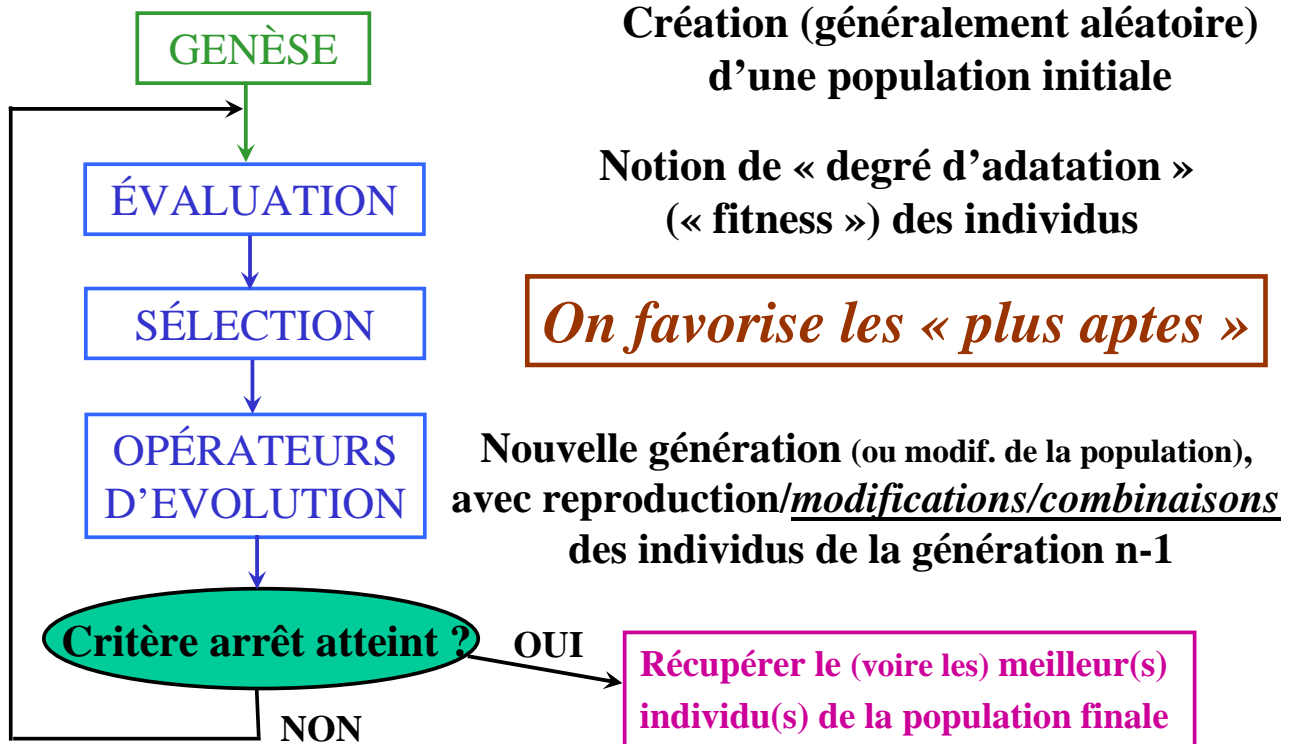 GENÈSE
Création (généralement aléatoire)
d’une population initiale
ÉVALUATION
Notion de « degré d’adatation »
(« fitness ») des individus
SÉLECTION
On favorise les « plus aptes »
OPÉRATEURS
D’EVOLUTION
Nouvelle génération (ou modif. de la population),
avec reproduction/modifications/combinaisons
des individus de la génération n-1
Critère arrêt atteint ?
OUI
Récupérer le (voire les) meilleur(s)
individu(s) de la population finale
NON